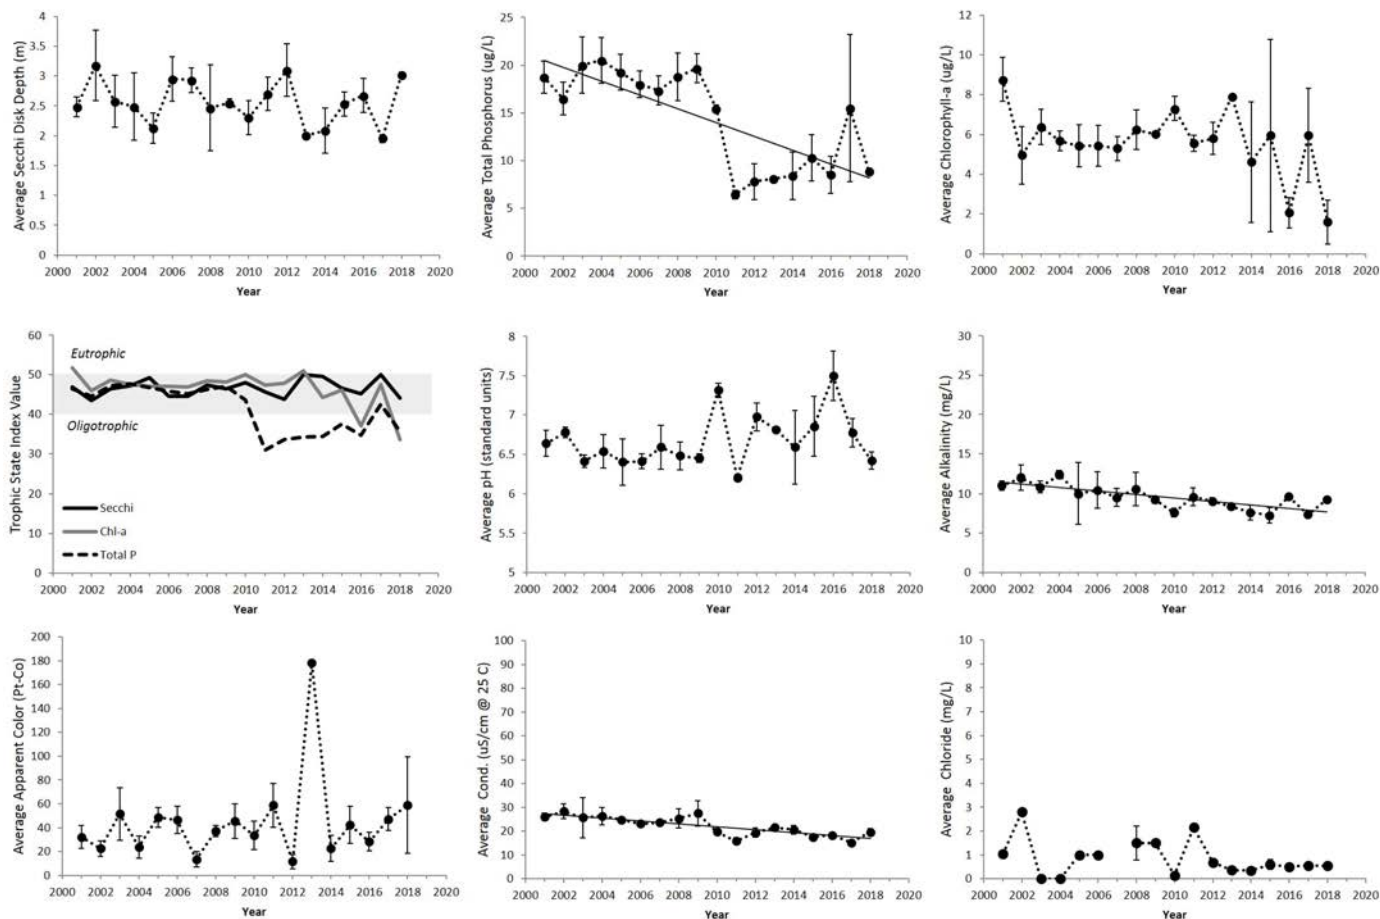 Average Secchi Disk Depth (m)
4
3.5
3
2.5
2
1.5
1
0.5
0
2000 2002 2004 2006 2008 2010 2012 2014 2016 2018 2020
Year
Average Total Phosphorus (ug/L)
25
20
15
10
5
0
2000 2002 2004 2006 2008 2010 2012 2014 2016 2018 2020
Year
Average Chlorophyll-a (ug/L)
12
10
8
6
4
2
0
2000 2002 2004 2006 2008 2010 2012 2014 2016 2018 2020
Year
Trophic State Index Value
60
50
40
30
20
10
0
Eutrophic
Oligotrophic
Secchi
Chl-a
Total P
2000 2002 2004 2006 2008 2010 2012 2014 2016 2018 2020
Year
Average pH (standard units)
8
7.5
7
6.5
6
5.5
5
2000 2002 2004 2006 2008 2010 2012 2014 2016 2018 2020
Year
Average Alkalinity (mg/L)
30
25
20
15
10
5
0
2000 2002 2004 2006 2008 2010 2012 2014 2016 2018 2020
Year
Average Apparent Color (Pt-Co)
200
180
160
140
120
100
80
60
40
20
0
2000 2002 2004 2006 2008 2010 2012 2014 2016 2018 2020
Year
Average Cond. (uS/cm @ 25 C)
100
90
80
70
60
50
40
30
20
10
0
2000 2002 2004 2006 2008 2010 2012 2014 2016 2018 2020
Year
Average Chloride (mg/L)
10
9
8
7
6
5
4
3
2
1
0
2000 2002 2004 2006 2008 2010 2012 2014 2016 2018 2020
Year